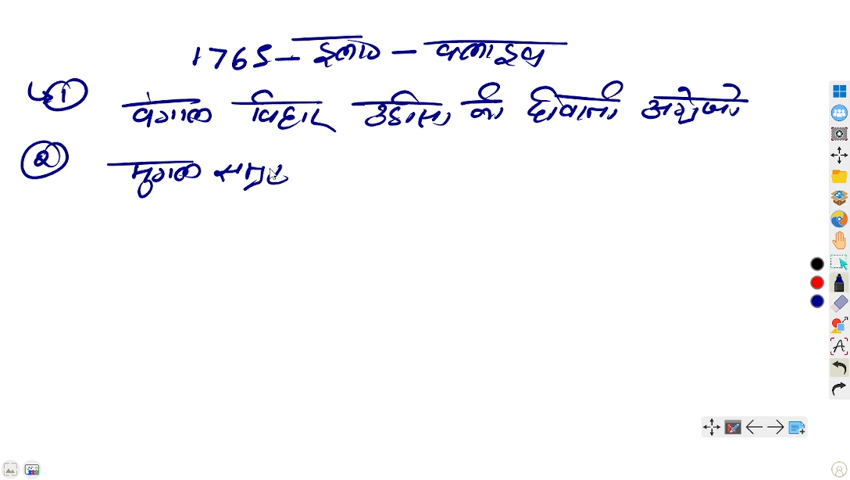 1765 - इलाह - क्लाइव
① बंगाल बिहार उडीसा की दीवानी अंग्रेजो
② मुगल सम्रा